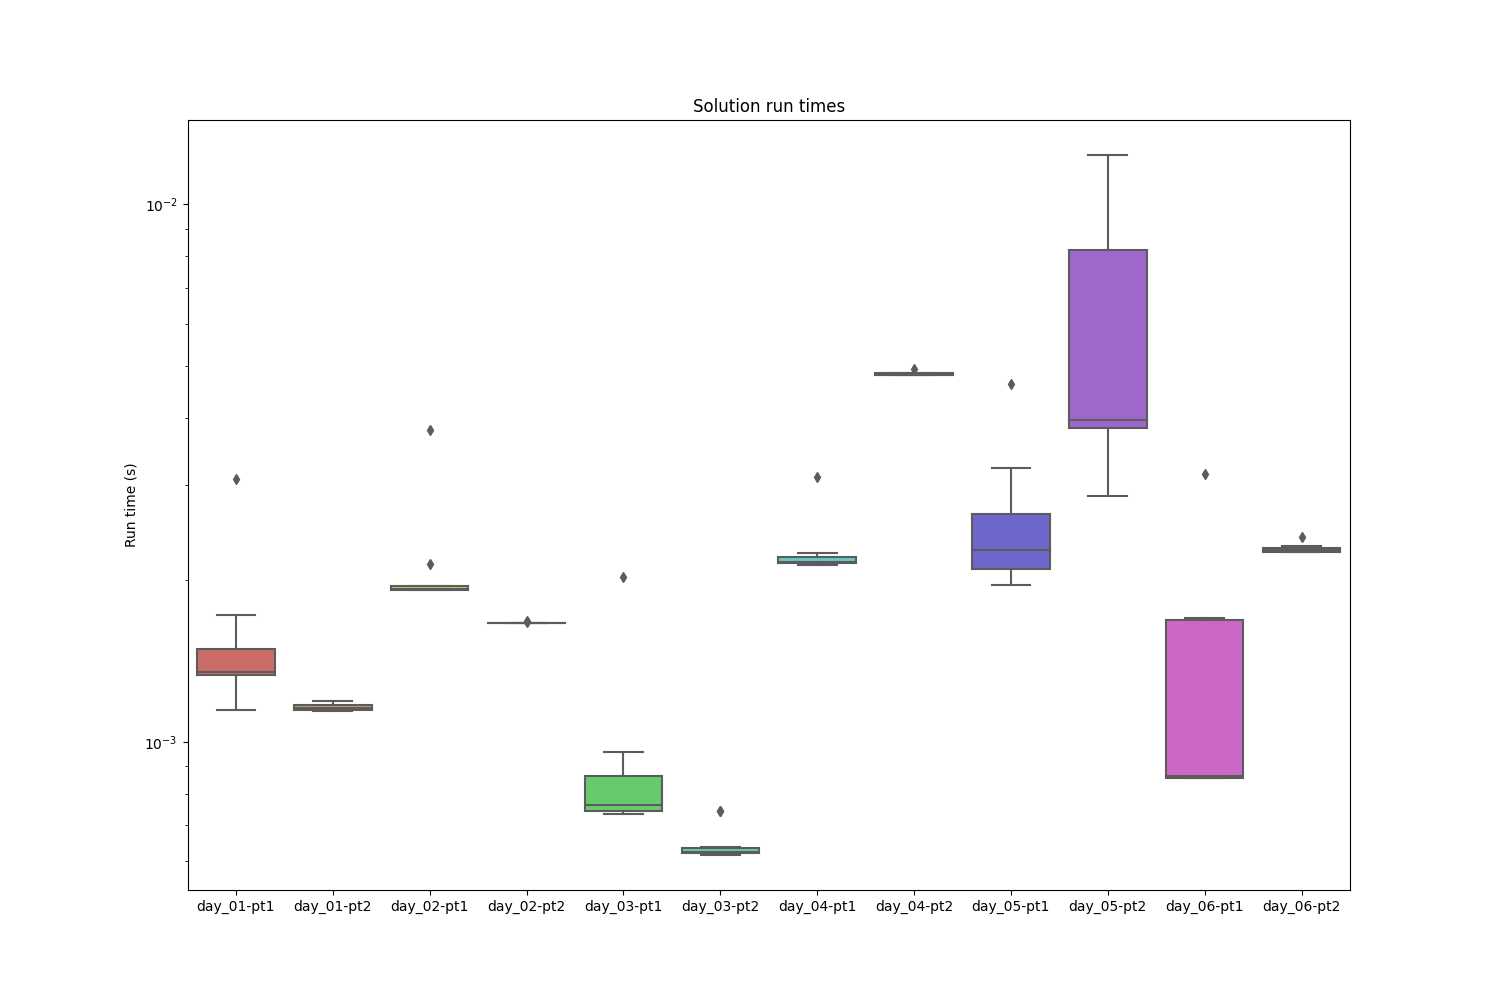 Solution run times
10⁻²
Run time (s)
10⁻³
day_01-pt1 day_01-pt2 day_02-pt1 day_02-pt2 day_03-pt1 day_03-pt2 day_04-pt1 day_04-pt2 day_05-pt1 day_05-pt2 day_06-pt1 day_06-pt2